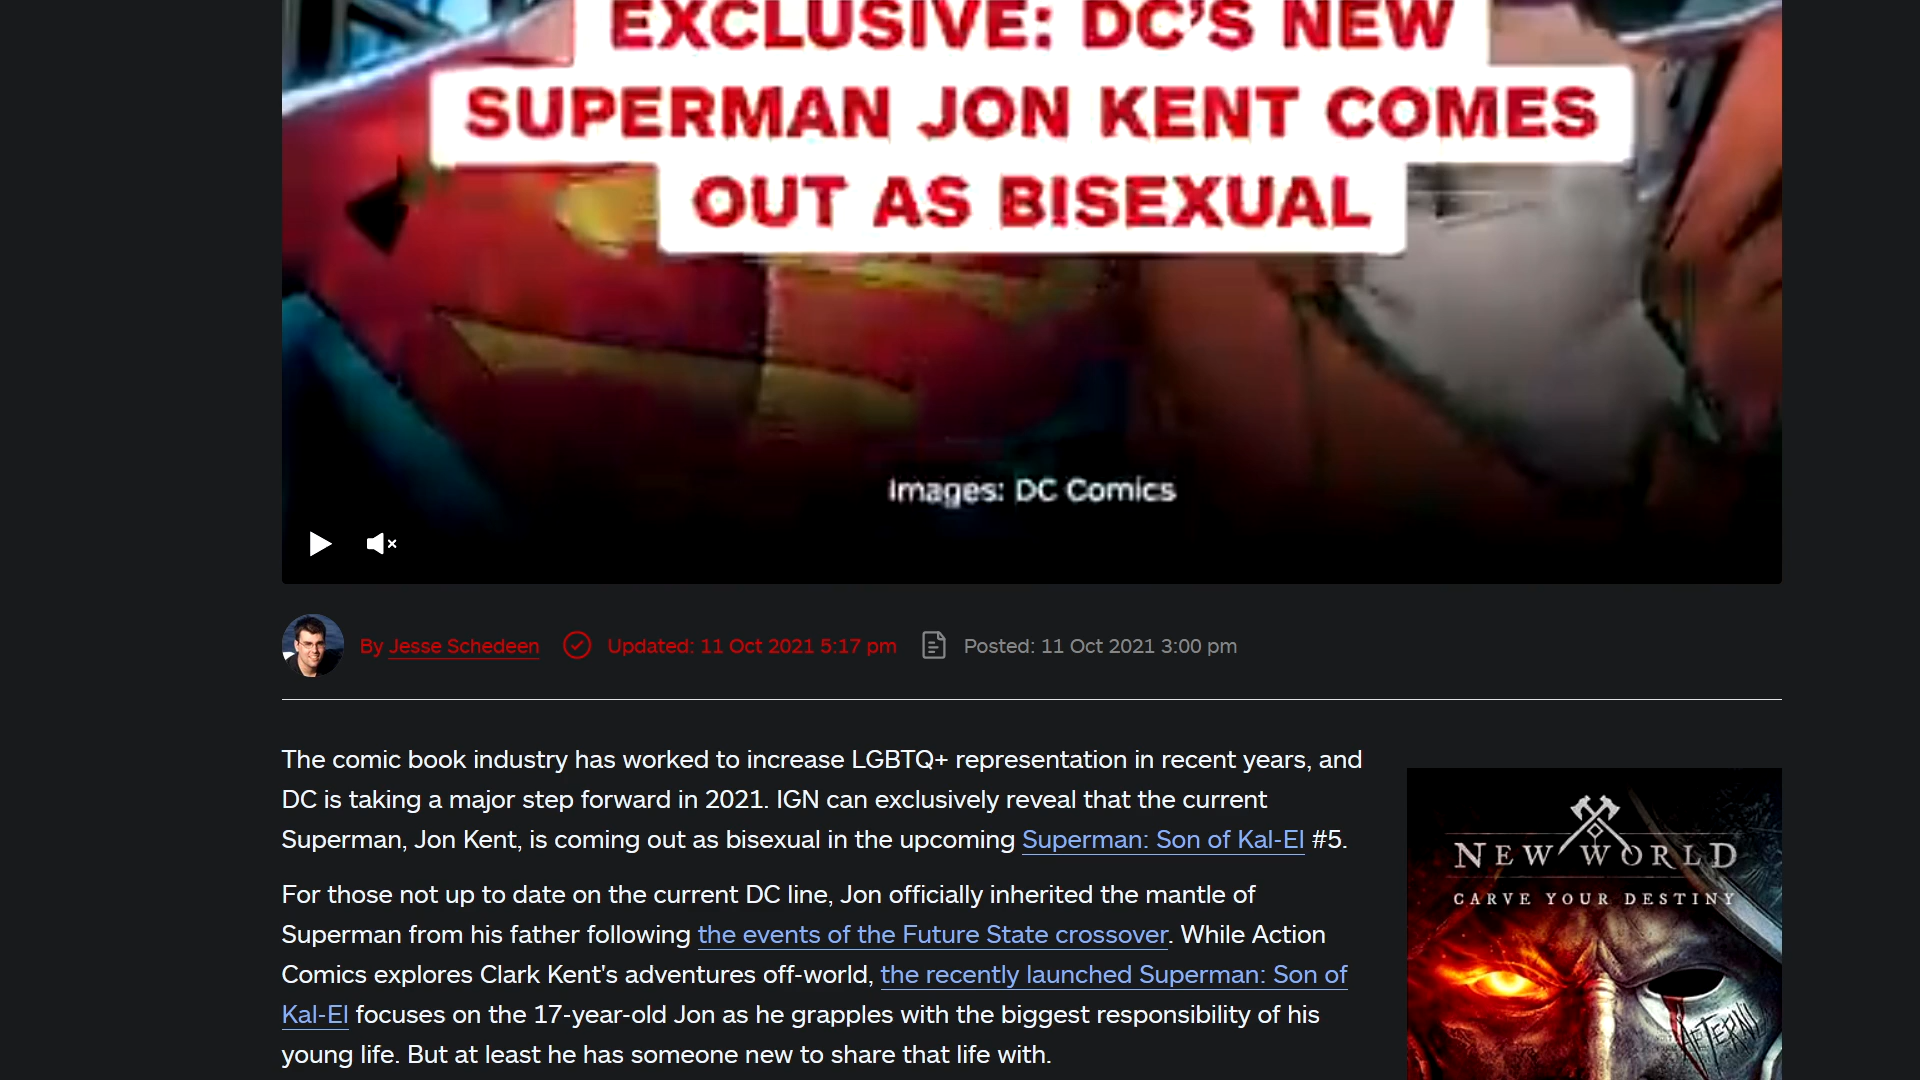 EXCLUSIVE: DC'S NEW
SUPERMAN JON KENT COMES
OUT AS BISEXUAL
Images: DC Comics
By Jesse Schedeen Updated: 11 Oct 2021 5:17 pm Posted: 11 Oct 2021 3:00 pm
The comic book industry has worked to increase LGBTQ+ representation in recent years, and
DC is taking a major step forward in 2021. IGN can exclusively reveal that the current
Superman, Jon Kent, is coming out as bisexual in the upcoming Superman: Son of Kal-El #5.
For those not up to date on the current DC line, Jon officially inherited the mantle of
Superman from his father following the events of the Future State crossover. While Action
Comics explores Clark Kent's adventures off-world, the recently launched Superman: Son of
Kal-El focuses on the 17-year-old Jon as he grapples with the biggest responsibility of his
young life. But at least he has someone new to share that life with.
NEW WORLD
CARVE YOUR DESTINY